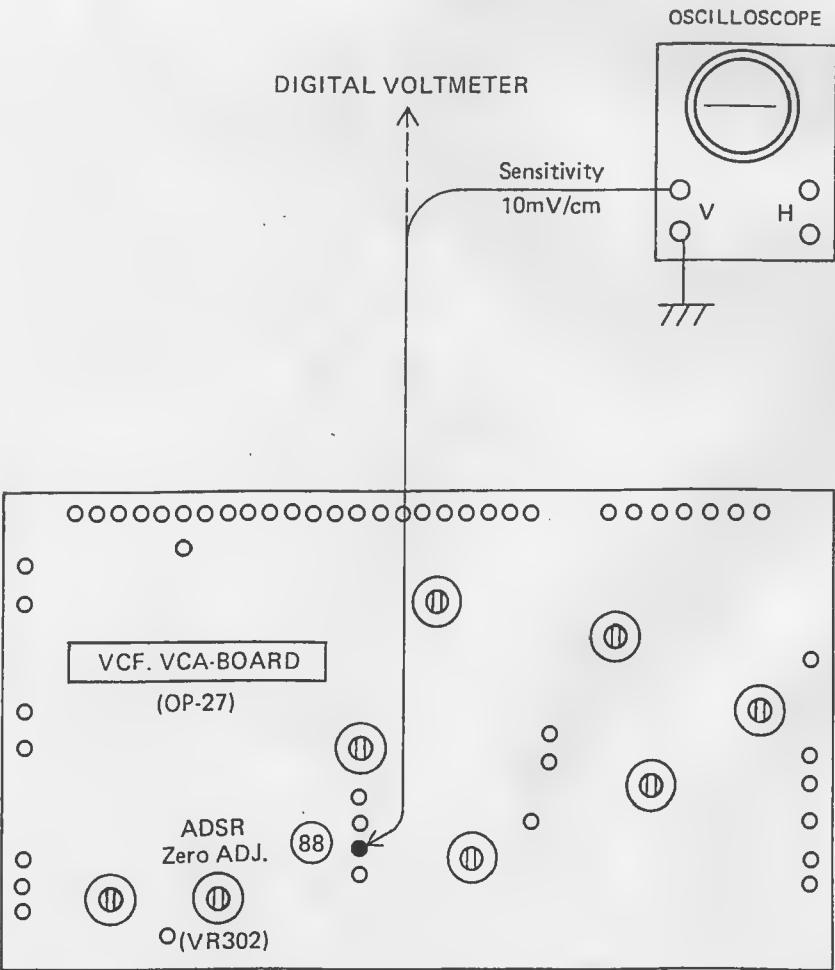 OSCILLOSCOPE
DIGITAL VOLTMETER
Sensitivity
10mV/cm
V
H
VCF. VCA-BOARD
(OP-27)
ADSR
Zero ADJ.
88
(VR302)